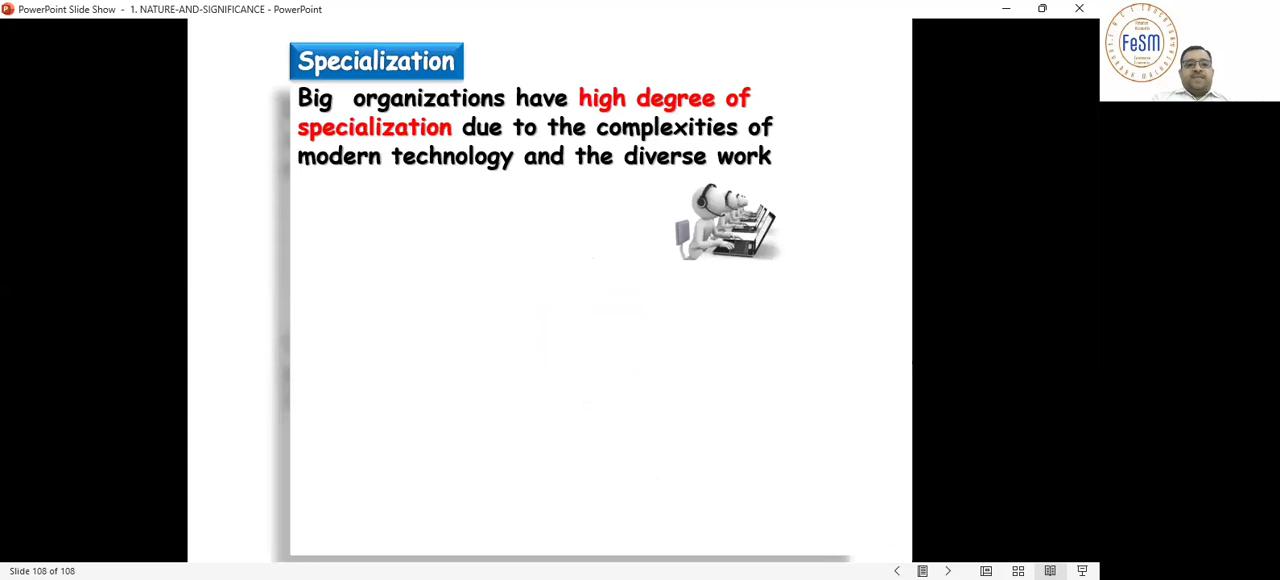 PowerPoint Slide Show - 1. NATURE-AND-SIGNIFICANCE - PowerPoint
FeSM
Specialization
Big organizations have high degree of
specialization due to the complexities of
modern technology and the diverse work
Slide 108 of 108